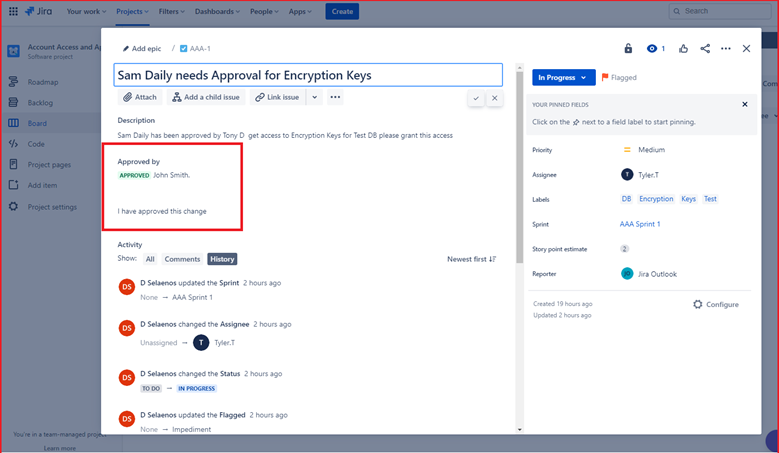 Jira Your work Projects Filters Dashboards People Apps Create Search
Add epic / AAA-1 1
Account Access and Ap
Software project
Sam Daily needs Approval for Encryption Keys
In Progress Flagged
Roadmap
Attach Add a child issue Link issue
Backlog
YOUR PINNED FIELDS
Board
Description
Click on the next to a field label to start pinning.
Code
Sam Daily has been approved by Tony D get access to Encryption Keys for Test DB please grant this access
Priority Medium
Project pages
Approved by
APPROVED John Smith.
Assignee T Tyler.T
Add item
Labels DB Encryption Keys Test
Project settings
I have approved this change
Sprint AAA Sprint 1
Activity
Story point estimate 2
Show: All Comments History Newest first
Reporter JO Jira Outlook
DS D Selaenos updated the Sprint 2 hours ago
None → AAA Sprint 1
Created 19 hours ago
Configure
Updated 2 hours ago
DS D Selaenos changed the Assignee 2 hours ago
Unassigned → T Tyler.T
DS D Selaenos changed the Status 2 hours ago
TO DO → IN PROGRESS
DS D Selaenos updated the Flagged 2 hours ago
None → Impediment
You're in a team-managed project
Learn more